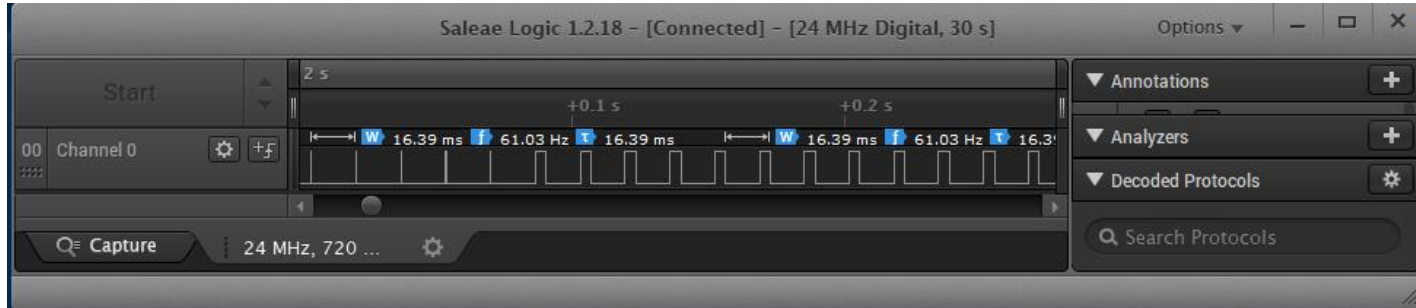 Saleae Logic 1.2.18 - [Connected] - [24 MHz Digital, 30 s]
Options
Start
2 s
+0.1 s
+0.2 s
00 Channel 0
W 16.39 ms f 61.03 Hz τ 16.39 ms
W 16.39 ms f 61.03 Hz τ 16.3
Annotations
Analyzers
Decoded Protocols
Search Protocols
Capture
24 MHz, 720 ...